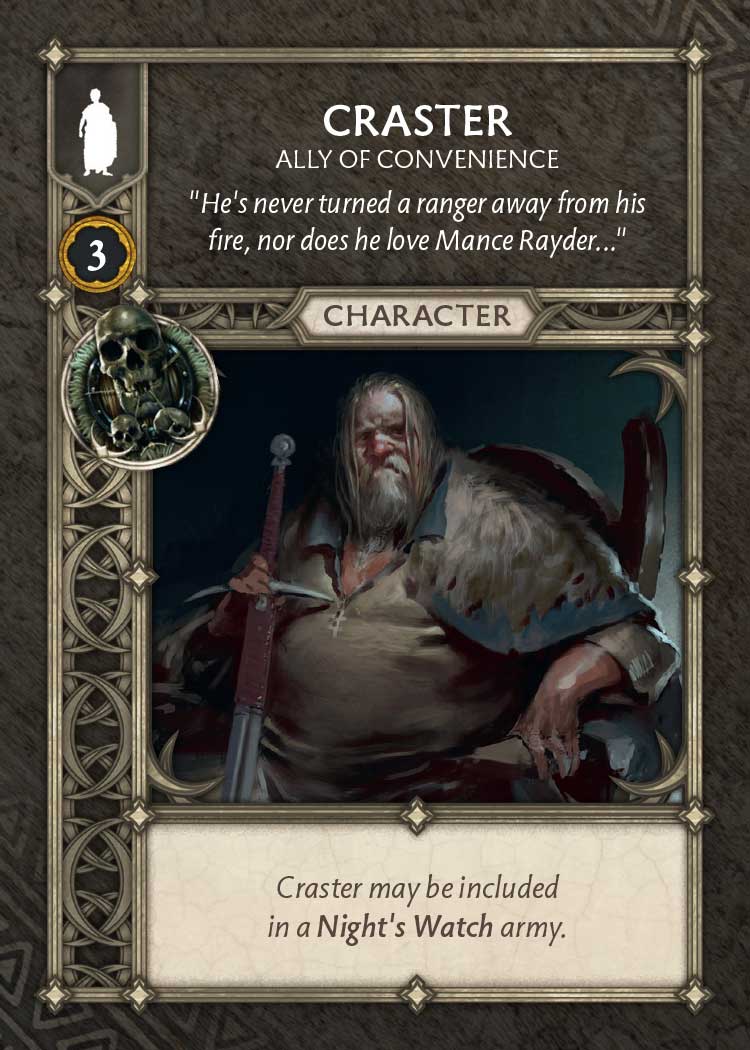 CRASTER
ALLY OF CONVENIENCE
"He's never turned a ranger away from his
fire, nor does he love Mance Rayder..."
3
CHARACTER
Craster may be included
in a Night's Watch army.